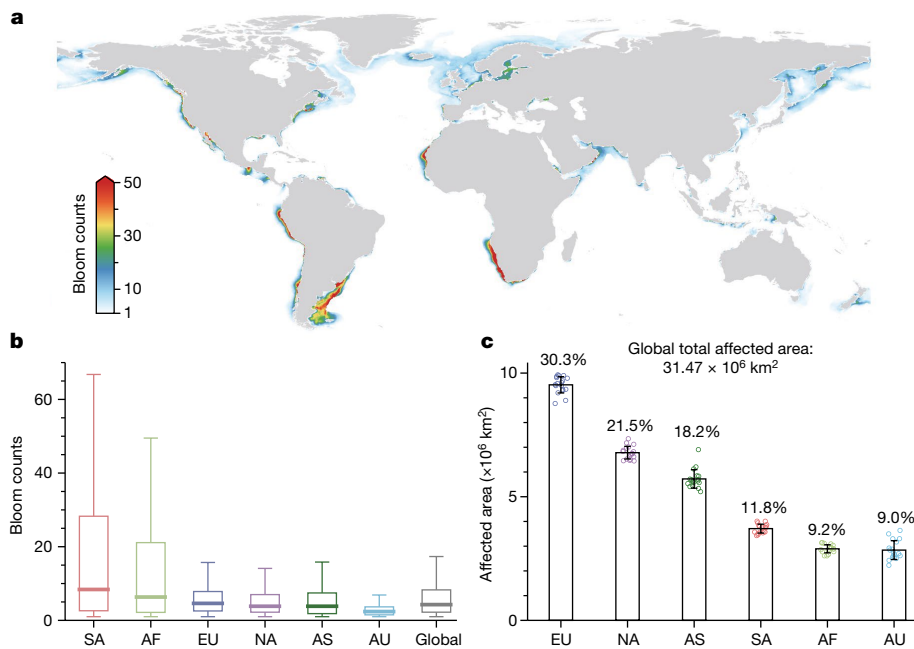 a
Bloom counts
50
30
10
1
b
Bloom counts
60
40
20
0
SA AF EU NA AS AU Global
c
Global total affected area:
31.47 × 10⁶ km²
Affected area (×10⁶ km²)
10
5
0
30.3%
21.5%
18.2%
11.8%
9.2%
9.0%
EU NA AS SA AF AU